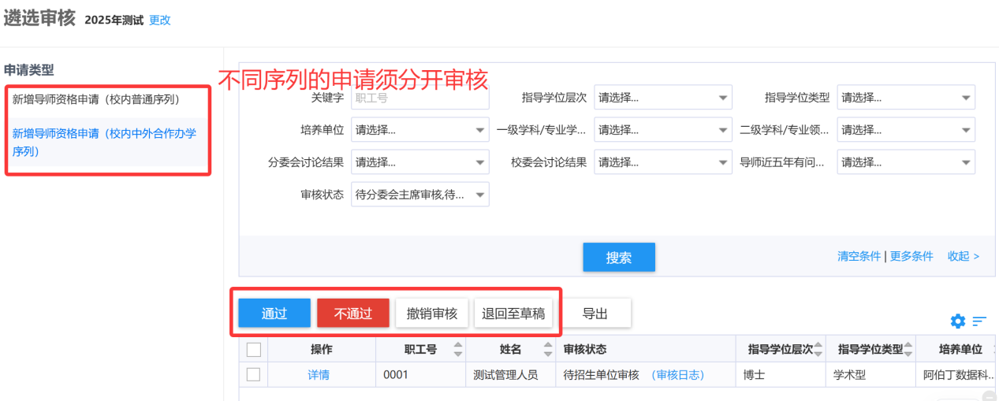 遴选审核 2025年测试 更改
申请类型
新增导师资格申请（校内普通序列）
新增导师资格申请（校内中外合作办学
序列）
不同序列的申请须分开审核
关键字 职工号 指导学位层次 请选择... 指导学位类型 请选择...
培养单位 请选择... 一级学科/专业学... 请选择... 二级学科/专业领... 请选择...
分委会讨论结果 请选择... 校委会讨论结果 请选择... 导师近五年有问... 请选择...
审核状态 待分委会主席审核,待...
搜索 清空条件 | 更多条件 收起 >
通过 不通过 撤销审核 退回至草稿 导出
操作 职工号 姓名 审核状态 指导学位层次 指导学位类型 培养单位
详情 0001 测试管理人员 待招生单位审核 （审核日志） 博士 学术型 阿伯丁数据科...